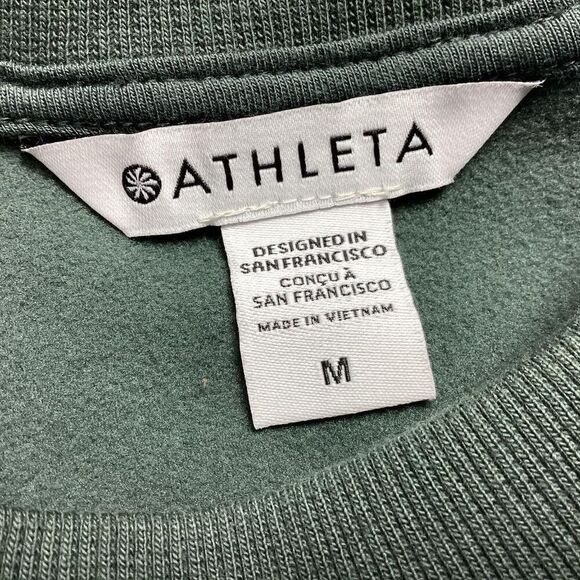 ATHLETA
DESIGNED IN
SAN FRANCISCO
CONÇU À
SAN FRANCISCO
MADE IN VIETNAM
M